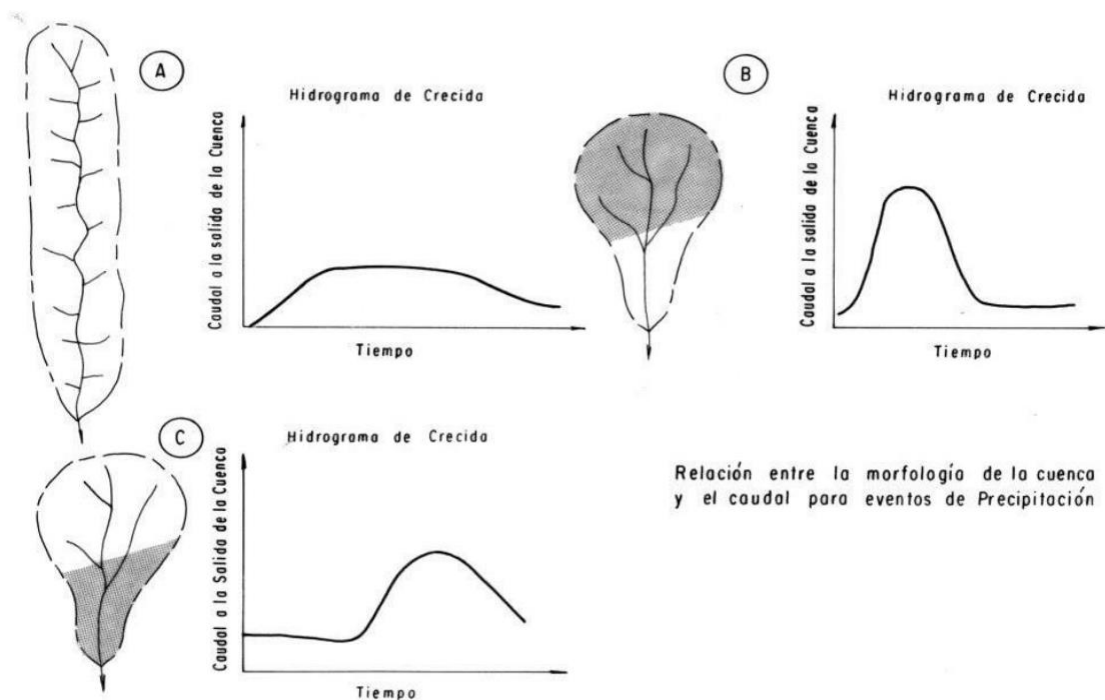 A
Hidrograma de Crecida
Caudal a la salida de la Cuenca
Tiempo
B
Hidrograma de Crecida
Caudal a la salida de la Cuenca
Tiempo
C
Hidrograma de Crecida
Caudal a la Salida de la Cuenca
Tiempo
Relación entre la morfología de la cuenca
y el caudal para eventos de Precipitación